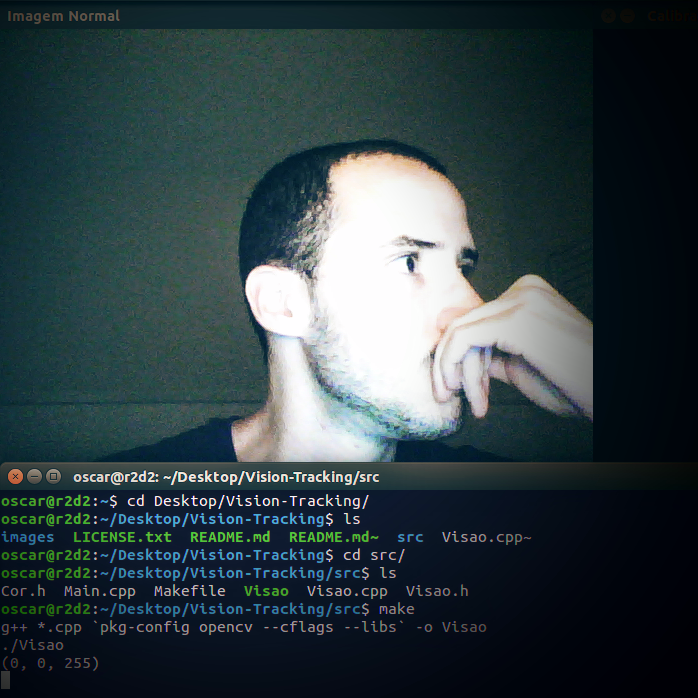 Imagem Normal
oscar@r2d2: ~/Desktop/Vision-Tracking/src
oscar@r2d2:~$ cd Desktop/Vision-Tracking/
oscar@r2d2:~/Desktop/Vision-Tracking$ ls
images  LICENSE.txt  README.md  README.md~  src  Visao.cpp~
oscar@r2d2:~/Desktop/Vision-Tracking$ cd src/
oscar@r2d2:~/Desktop/Vision-Tracking/src$ ls
Cor.h  Main.cpp  Makefile  Visao  Visao.cpp  Visao.h
oscar@r2d2:~/Desktop/Vision-Tracking/src$ make
g++ *.cpp `pkg-config opencv --cflags --libs` -o Visao
./Visao
(0, 0, 255)